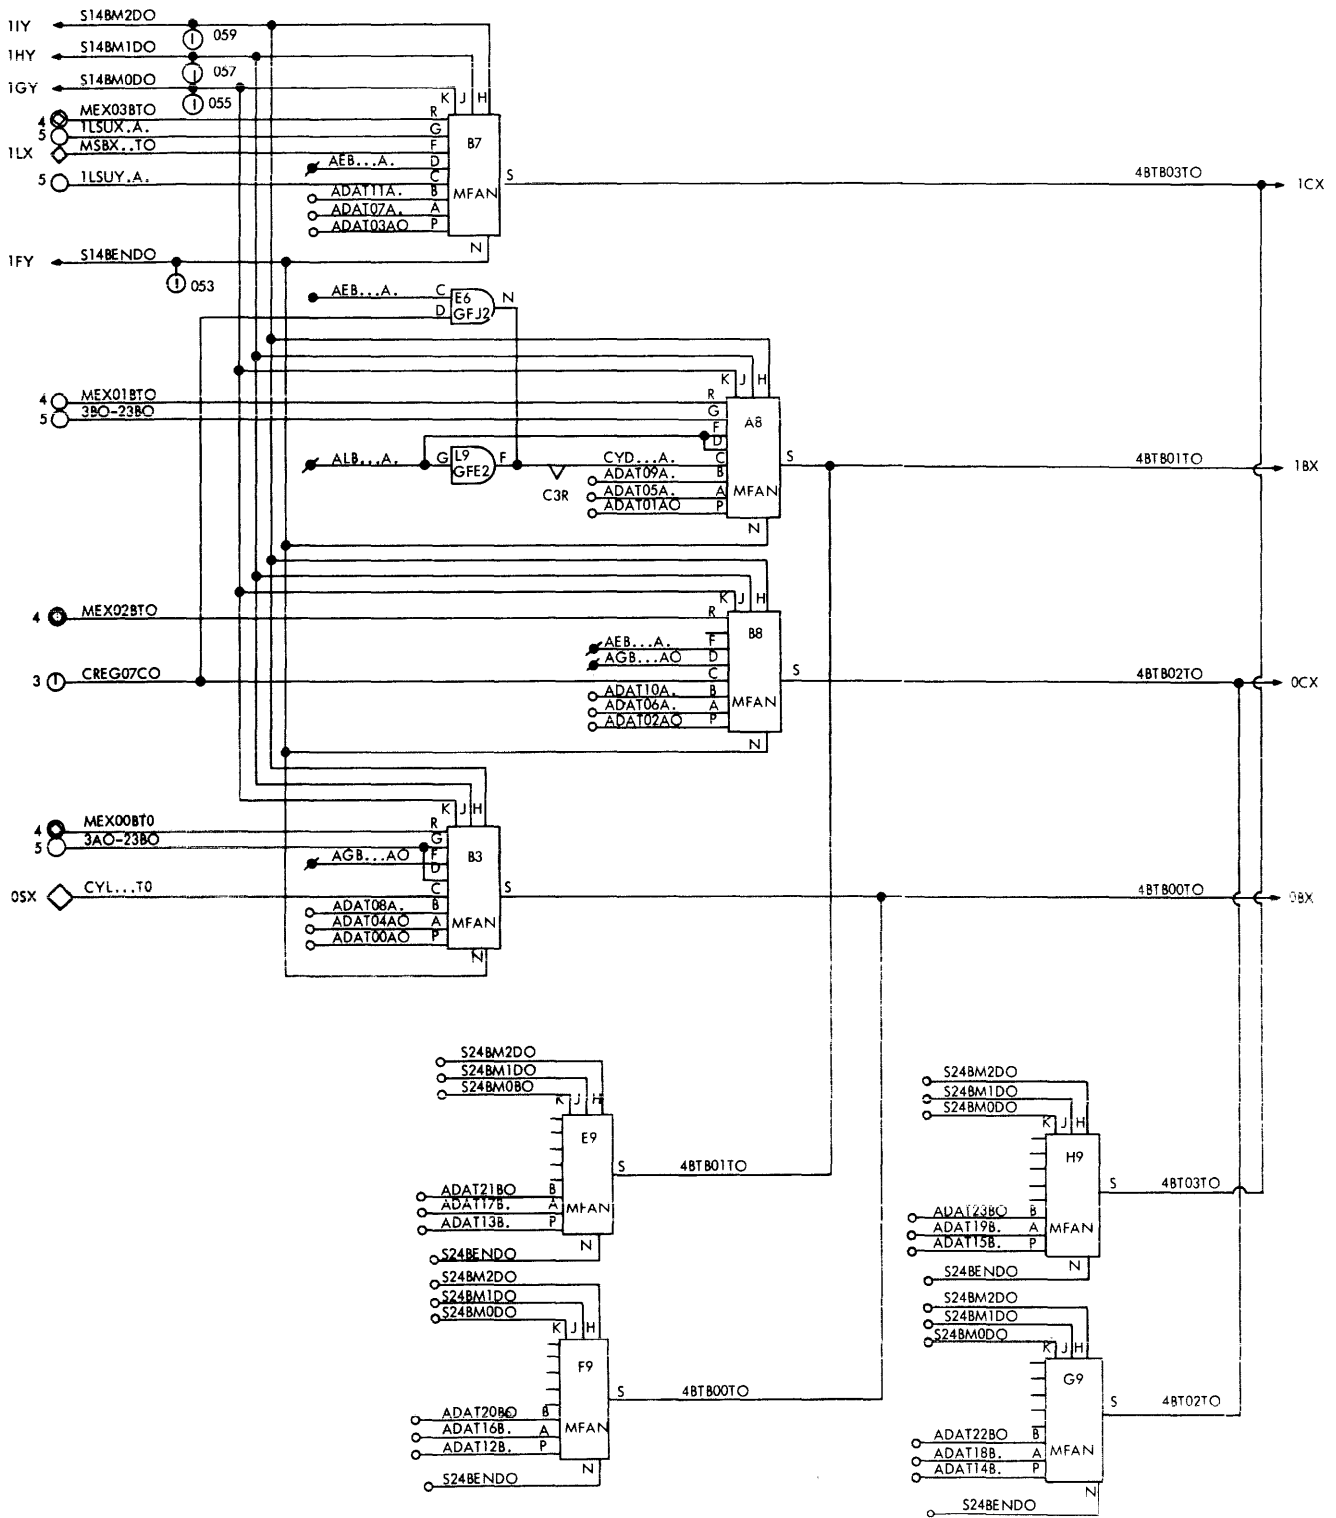 1IY S14BM2DO
059
1HY S14BM1DO
057
1GY S14BM0DO
055
K J H
4 MEX03BTO R
5 1LSUX.A. G
1LX MSBX..TO F
B7
AEB...A. D
5 1LSUY.A. C
S 4BTB03TO 1CX
ADAT11A. B
MFAN
ADAT07A. A
ADAT03AO P
N
1FY S14BENDO
053
AEB...A. C
E6
N
D
GFJ2
K J H
4 MEX01BTO R
5 3BO-23BO G
A8
F
D
ALB...A. G
L9
F
GFE2
C3R
CYD...A. C
S 4BTB01TO 1BX
ADAT09A. B
ADAT05A. A
MFAN
ADAT01AO P
N
K J H
4 MEX02BTO R
B8
AEB...A. F
AGB...AO D
3 CREG07CO C
S 4BTB02TO 0CX
ADAT10A. B
ADAT06A. A
MFAN
ADAT02AO P
N
K J H
4 MEX00BT0 R
5 3AO-23BO G
B3
AGB...AO F
D
0SX CYL...T0 C
S 4BTB00TO 0BX
ADAT08A. B
ADAT04AO A
MFAN
ADAT00AO P
N
S24BM2DO
S24BM1DO
S24BM0BO
K J H
E9
S 4BTB01TO
ADAT21BO B
ADAT17B. A
MFAN
ADAT13B. P
N
S24BENDO
S24BM2DO
S24BM1DO
S24BM0DO
K J H
F9
S 4BTB00TO
ADAT20BO B
ADAT16B. A
MFAN
ADAT12B. P
N
S24BENDO
S24BM2DO
S24BM1DO
S24BM0DO
K J H
H9
S 4BT03TO
ADAT23BO B
ADAT19B. A
MFAN
ADAT15B. P
N
S24BENDO
S24BM2DO
S24BM1DO
S24BM0DO
K J H
G9
S 4BT02TO
ADAT22BO B
ADAT18B. A
MFAN
ADAT14B. P
N
S24BENDO